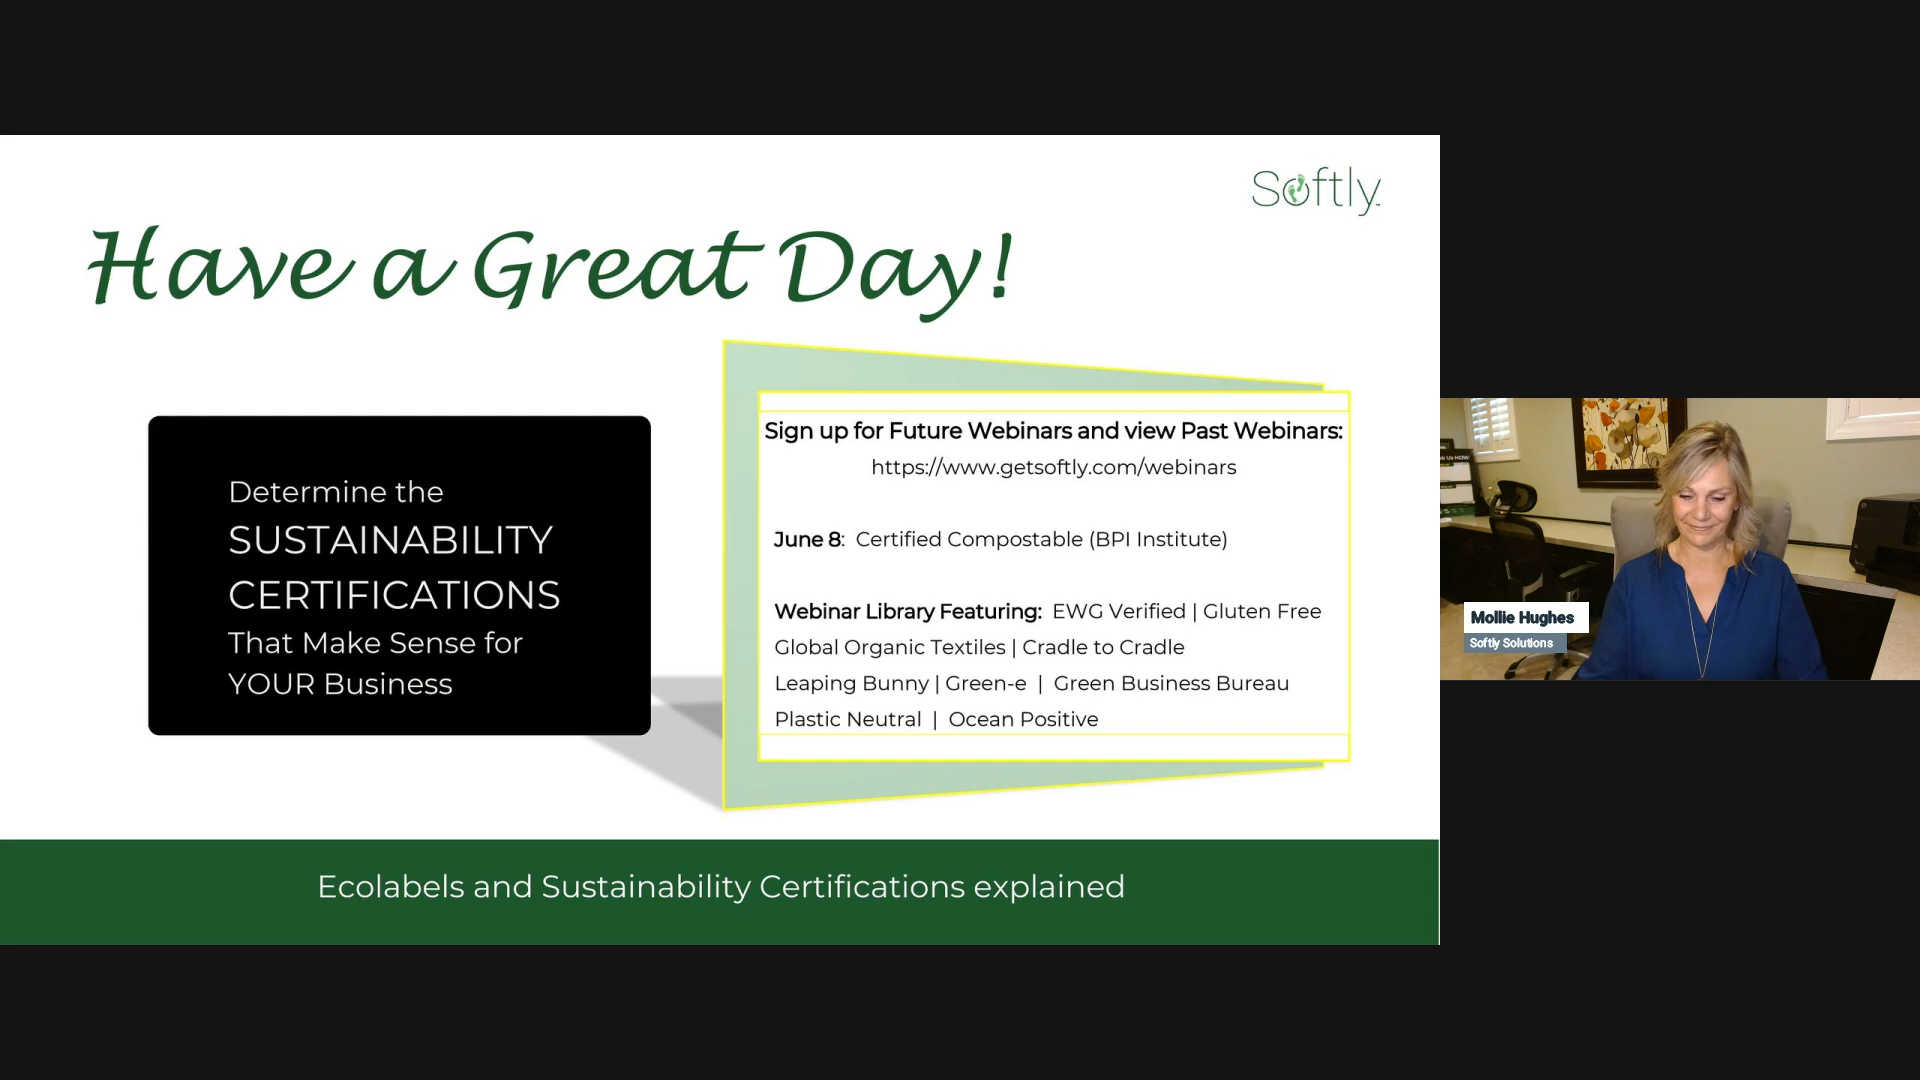 Softly
Have a Great Day!
Determine the
SUSTAINABILITY
CERTIFICATIONS
That Make Sense for
YOUR Business
Sign up for Future Webinars and view Past Webinars:
https://www.getsoftly.com/webinars
June 8:  Certified Compostable (BPI Institute)
Webinar Library Featuring:  EWG Verified | Gluten Free
Global Organic Textiles | Cradle to Cradle
Leaping Bunny | Green-e  |  Green Business Bureau
Plastic Neutral  |  Ocean Positive
Ecolabels and Sustainability Certifications explained
Mollie Hughes
Softly Solutions